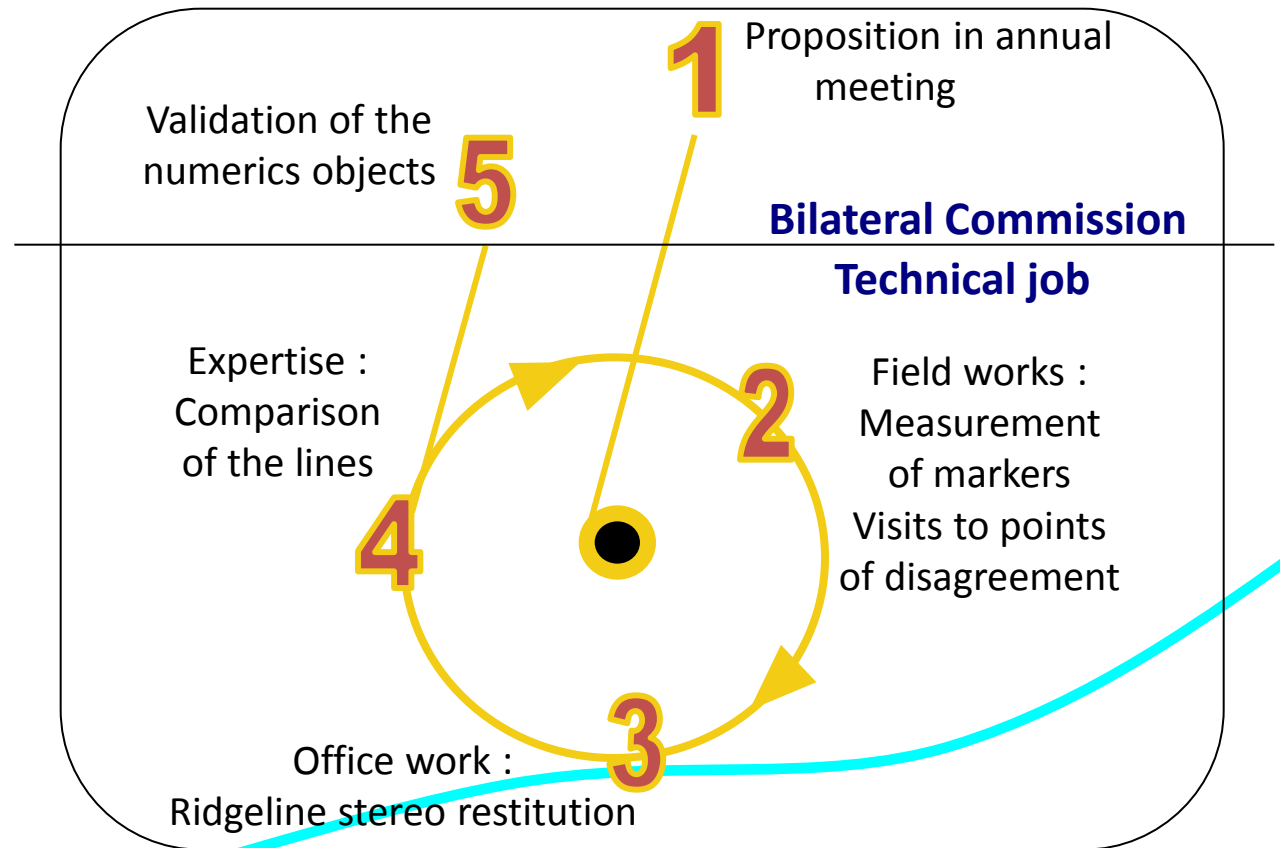 1
Proposition in annual
meeting
Validation of the
numerics objects
5
Bilateral Commission
Technical job
2
Field works :
Measurement
of markers
Visits to points
of disagreement
Expertise :
Comparison
of the lines
4
3
Office work :
Ridgeline stereo restitution